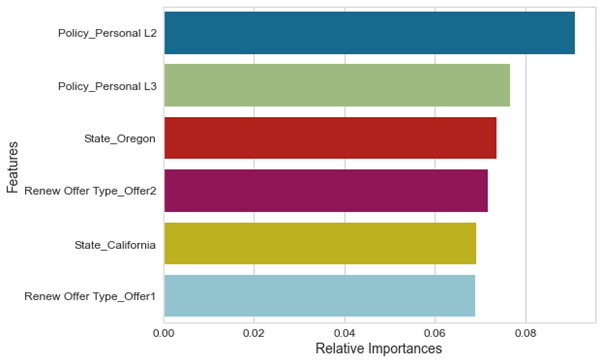 Policy_Personal L2
Policy_Personal L3
State_Oregon
Renew Offer Type_Offer2
State_California
Renew Offer Type_Offer1
Features
0.00 0.02 0.04 0.06 0.08
Relative Importances